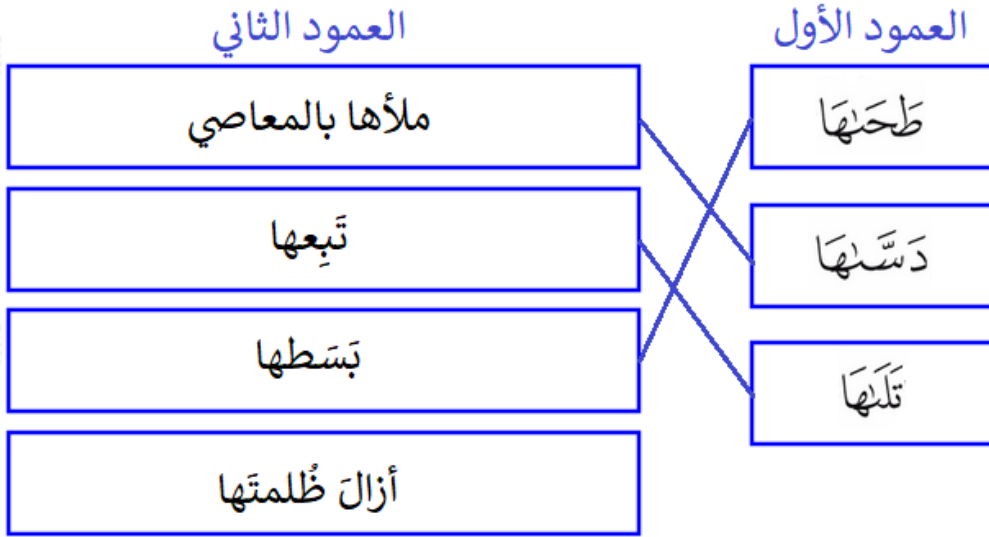 العمود الأول
العمود الثاني
طَحَىٰهَا
ملأها بالمعاصي
دَسَّىٰهَا
تَبِعها
تَلَىٰهَا
بَسَطها
أزالَ ظُلمتَها